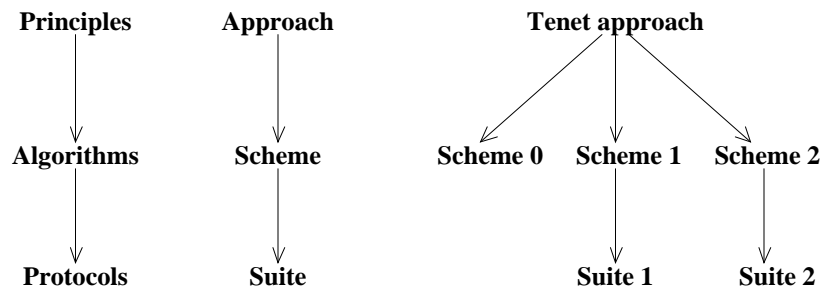 Principles Approach Tenet approach
Algorithms Scheme Scheme 0 Scheme 1 Scheme 2
Protocols Suite Suite 1 Suite 2